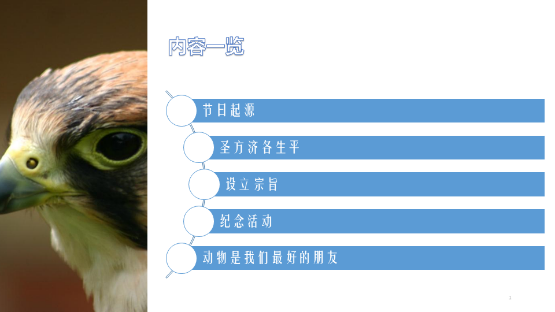 内容一览
节日起源
圣方济各生平
设立宗旨
纪念活动
动物是我们最好的朋友